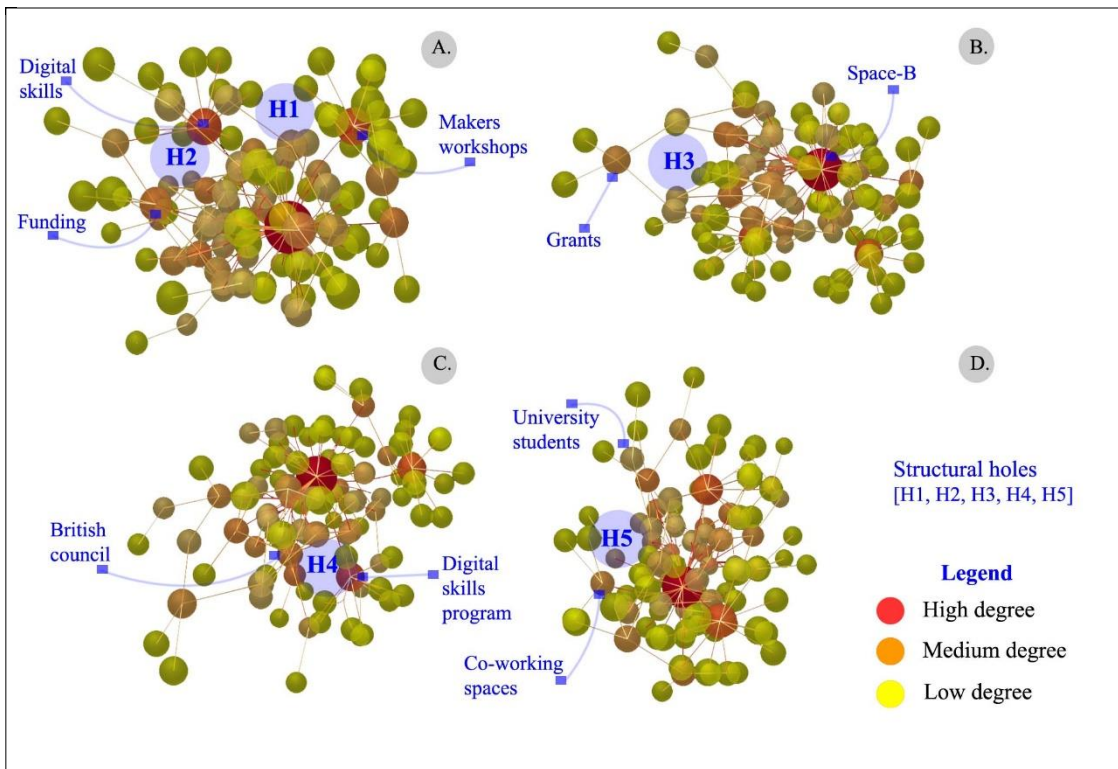 A.
Digital
skills
H1
H2
Makers
workshops
Funding
B.
Space-B
H3
Grants
C.
British
council
H4
Digital
skills
program
D.
University
students
H5
Co-working
spaces
Structural holes
[H1, H2, H3, H4, H5]
Legend
High degree
Medium degree
Low degree